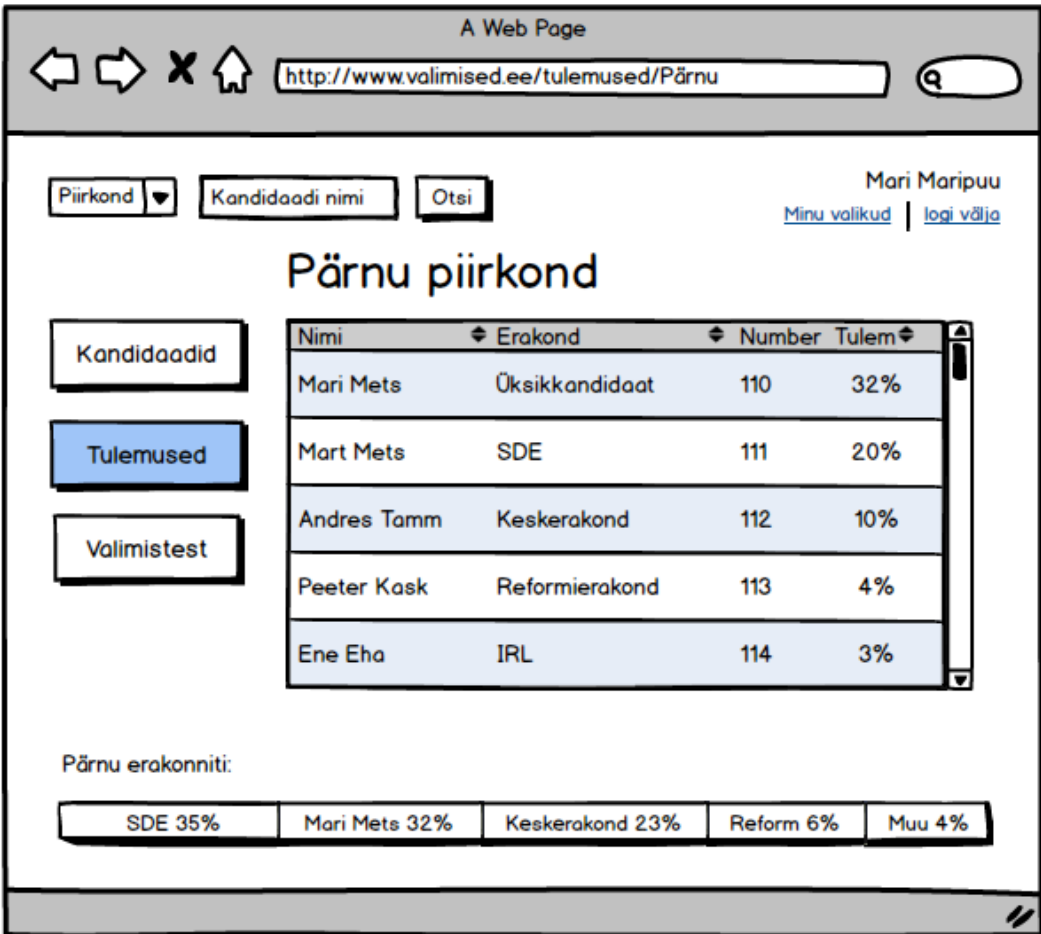 A Web Page
http://www.valimised.ee/tulemused/Pärnu
Piirkond Kandidaadi nimi Otsi
Mari Maripuu
Minu valikud logi välja
Pärnu piirkond
Kandidaadid
Tulemused
Valimistest
Nimi Erakond Number Tulem
Mari Mets Üksikkandidaat 110 32%
Mart Mets SDE 111 20%
Andres Tamm Keskerakond 112 10%
Peeter Kask Reformierakond 113 4%
Ene Eha IRL 114 3%
Pärnu erakonniti:
SDE 35% Mari Mets 32% Keskerakond 23% Reform 6% Muu 4%